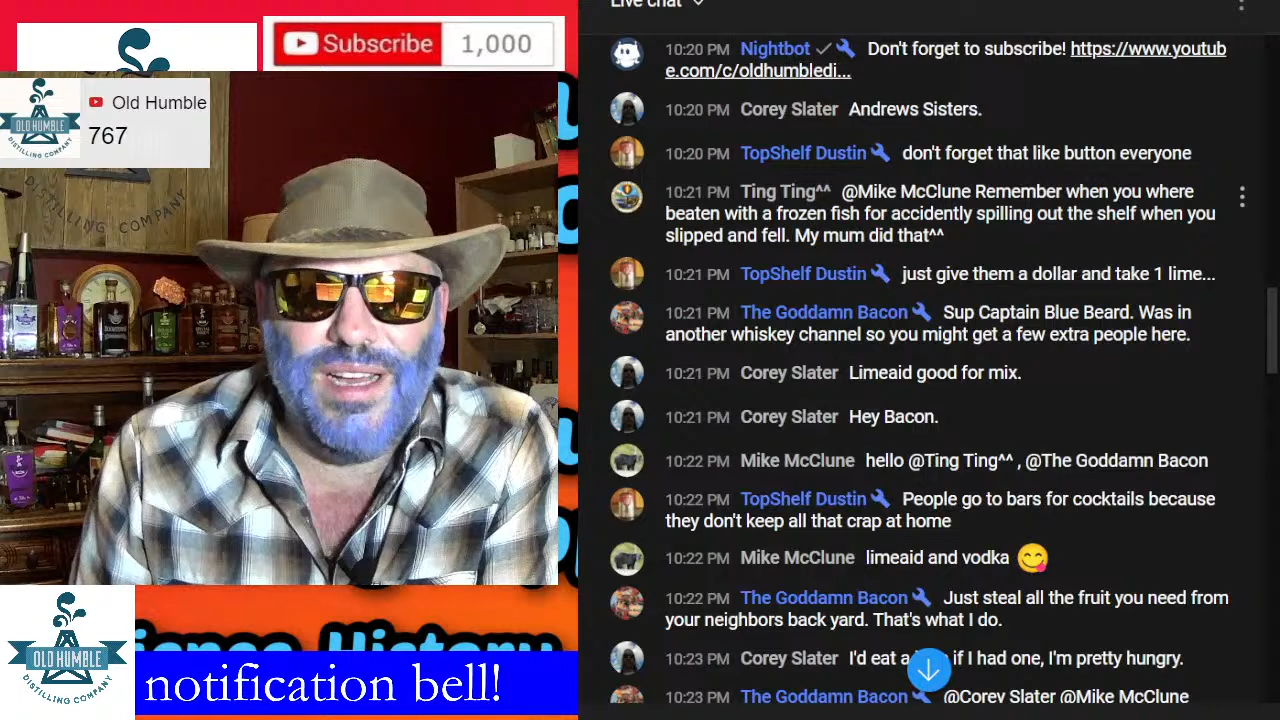 Subscribe 1,000
Old Humble
767
OLD HUMBLE
DISTILLING COMPANY
DISTILLING COMPANY
OLD HUMBLE
DISTILLING COMPANY
notification bell!
Live chat
10:20 PM Nightbot Don't forget to subscribe! https://www.youtub
e.com/c/oldhumbledi...
10:20 PM Corey Slater Andrews Sisters.
10:20 PM TopShelf Dustin don't forget that like button everyone
10:21 PM Ting Ting^^ @Mike McClune Remember when you where
beaten with a frozen fish for accidently spilling out the shelf when you
slipped and fell. My mum did that^^
10:21 PM TopShelf Dustin just give them a dollar and take 1 lime...
10:21 PM The Goddamn Bacon Sup Captain Blue Beard. Was in
another whiskey channel so you might get a few extra people here.
10:21 PM Corey Slater Limeaid good for mix.
10:21 PM Corey Slater Hey Bacon.
10:22 PM Mike McClune hello @Ting Ting^^ , @The Goddamn Bacon
10:22 PM TopShelf Dustin People go to bars for cocktails because
they don't keep all that crap at home
10:22 PM Mike McClune limeaid and vodka 😋
10:22 PM The Goddamn Bacon Just steal all the fruit you need from
your neighbors back yard. That's what I do.
10:23 PM Corey Slater I'd eat a if I had one, I'm pretty hungry.
10:23 PM The Goddamn Bacon @Corey Slater @Mike McClune